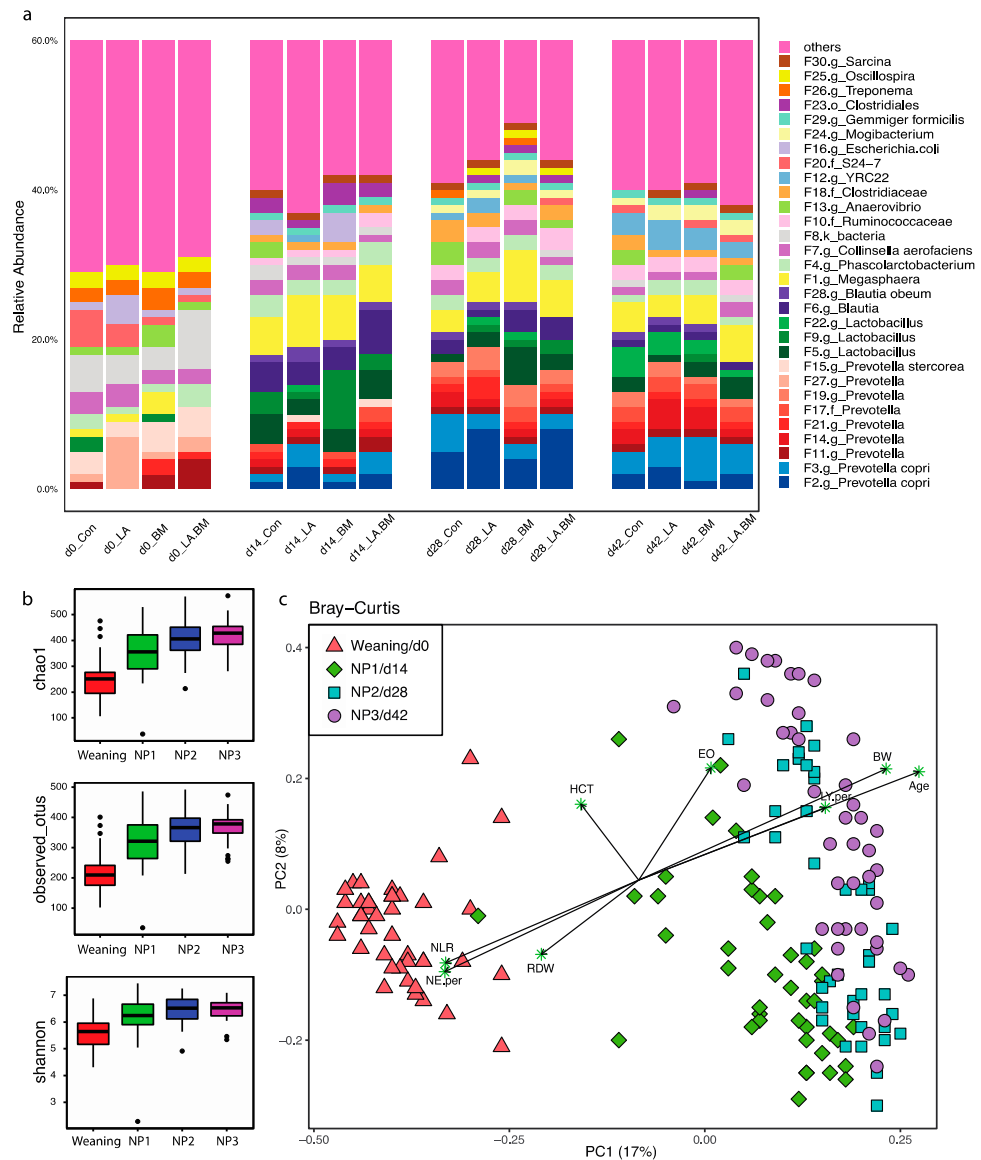 a
60.0%
40.0%
20.0%
0.0%
Relative Abundance
d0_Con
d0_LA
d0_BM
d0_LA.BM
d14_Con
d14_LA
d14_BM
d14_LA.BM
d28_Con
d28_LA
d28_BM
d28_LA.BM
d42_Con
d42_LA
d42_BM
d42_LA.BM
others
F30.g_Sarcina
F25.g_Oscillospira
F26.g_Treponema
F23.o_Clostridiales
F29.g_Gemmiger formicilis
F24.g_Mogibacterium
F16.g_Escherichia.coli
F20.f_S24-7
F12.g_YRC22
F18.f_Clostridiaceae
F13.g_Anaerovibrio
F10.f_Ruminococcaceae
F8.k_bacteria
F7.g_Collinsella aerofaciens
F4.g_Phascolarctobacterium
F1.g_Megasphaera
F28.g_Blautia obeum
F6.g_Blautia
F22.g_Lactobacillus
F9.g_Lactobacillus
F5.g_Lactobacillus
F15.g_Prevotella stercorea
F27.g_Prevotella
F19.g_Prevotella
F17.f_Prevotella
F21.g_Prevotella
F14.g_Prevotella
F11.g_Prevotella
F3.g_Prevotella copri
F2.g_Prevotella copri
b
chao1
500
400
300
200
100
Weaning NP1 NP2 NP3
observed_otus
500
400
300
200
100
Weaning NP1 NP2 NP3
shannon
7
6
5
4
3
Weaning NP1 NP2 NP3
c
Bray−Curtis
Weaning/d0
NP1/d14
NP2/d28
NP3/d42
PC2 (8%)
0.4
0.2
0.0
−0.2
HCT
EO
BW
LY.per
Age
NLR
NE.per
RDW
−0.50 −0.25 0.00 0.25
PC1 (17%)